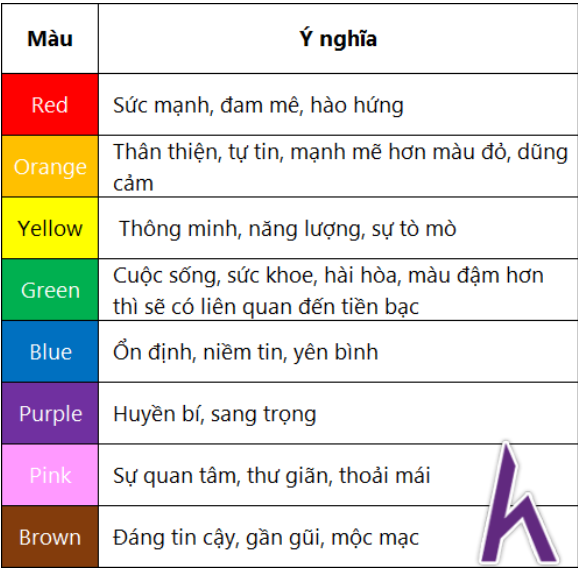 Màu Ý nghĩa
Red Sức mạnh, đam mê, hào hứng
Orange Thân thiện, tự tin, mạnh mẽ hơn màu đỏ, dũng
cảm
Yellow Thông minh, năng lượng, sự tò mò
Green Cuộc sống, sức khoe, hài hòa, màu đậm hơn
thì sẽ có liên quan đến tiền bạc
Blue Ổn định, niềm tin, yên bình
Purple Huyền bí, sang trọng
Pink Sự quan tâm, thư giãn, thoải mái
Brown Đáng tin cậy, gần gũi, mộc mạc